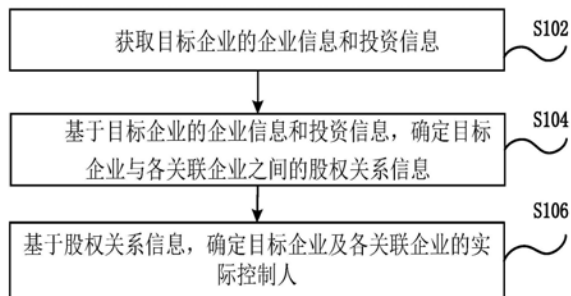 获取目标企业的企业信息和投资信息
S102
基于目标企业的企业信息和投资信息，确定目标
企业与各关联企业之间的股权关系信息
S104
基于股权关系信息，确定目标企业及各关联企业的实
际控制人
S106